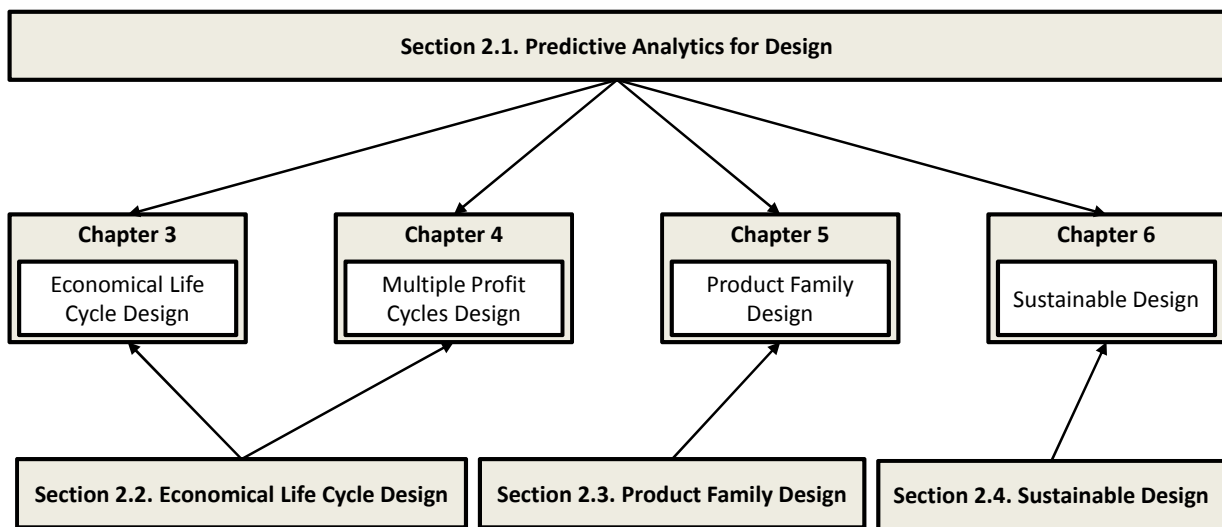 Section 2.1. Predictive Analytics for Design
Chapter 3
Economical Life
Cycle Design
Chapter 4
Multiple Profit
Cycles Design
Chapter 5
Product Family
Design
Chapter 6
Sustainable Design
Section 2.2. Economical Life Cycle Design
Section 2.3. Product Family Design
Section 2.4. Sustainable Design